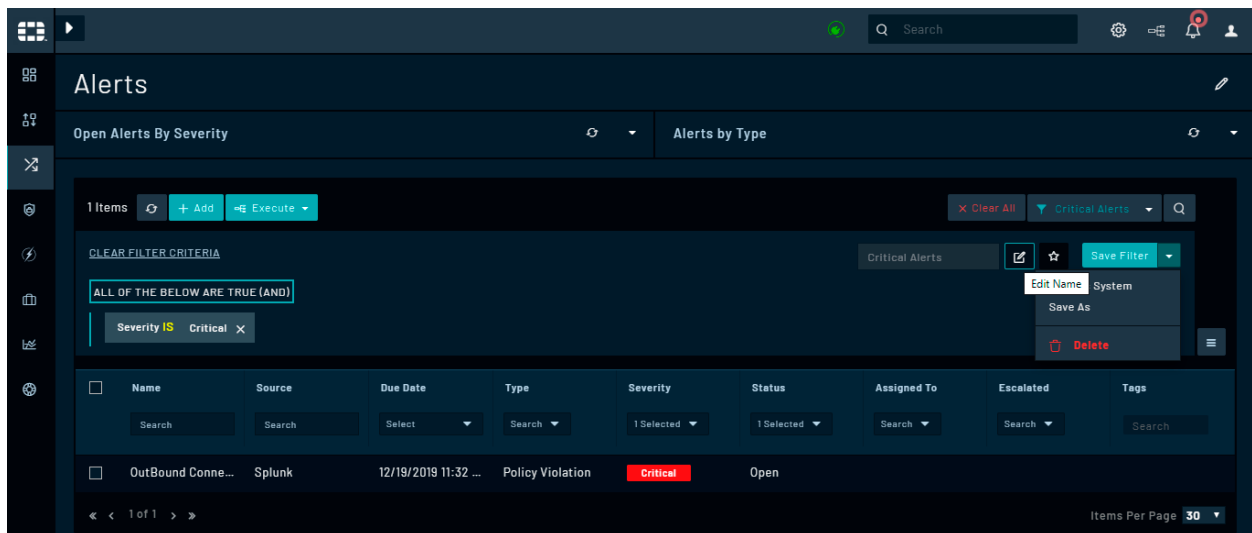 Search
Alerts
Open Alerts By Severity
Alerts by Type
1 Items
+ Add
Execute
× Clear All
Critical Alerts
CLEAR FILTER CRITERIA
Critical Alerts
Save Filter
Edit Name
System
ALL OF THE BELOW ARE TRUE (AND)
Save As
Severity IS Critical ×
Delete
Name Source Due Date Type Severity Status Assigned To Escalated Tags
Search Search Select Search 1 Selected 1 Selected Search Search Search
OutBound Conne... Splunk 12/19/2019 11:32 ... Policy Violation Critical Open
« < 1 of 1 > »
Items Per Page 30